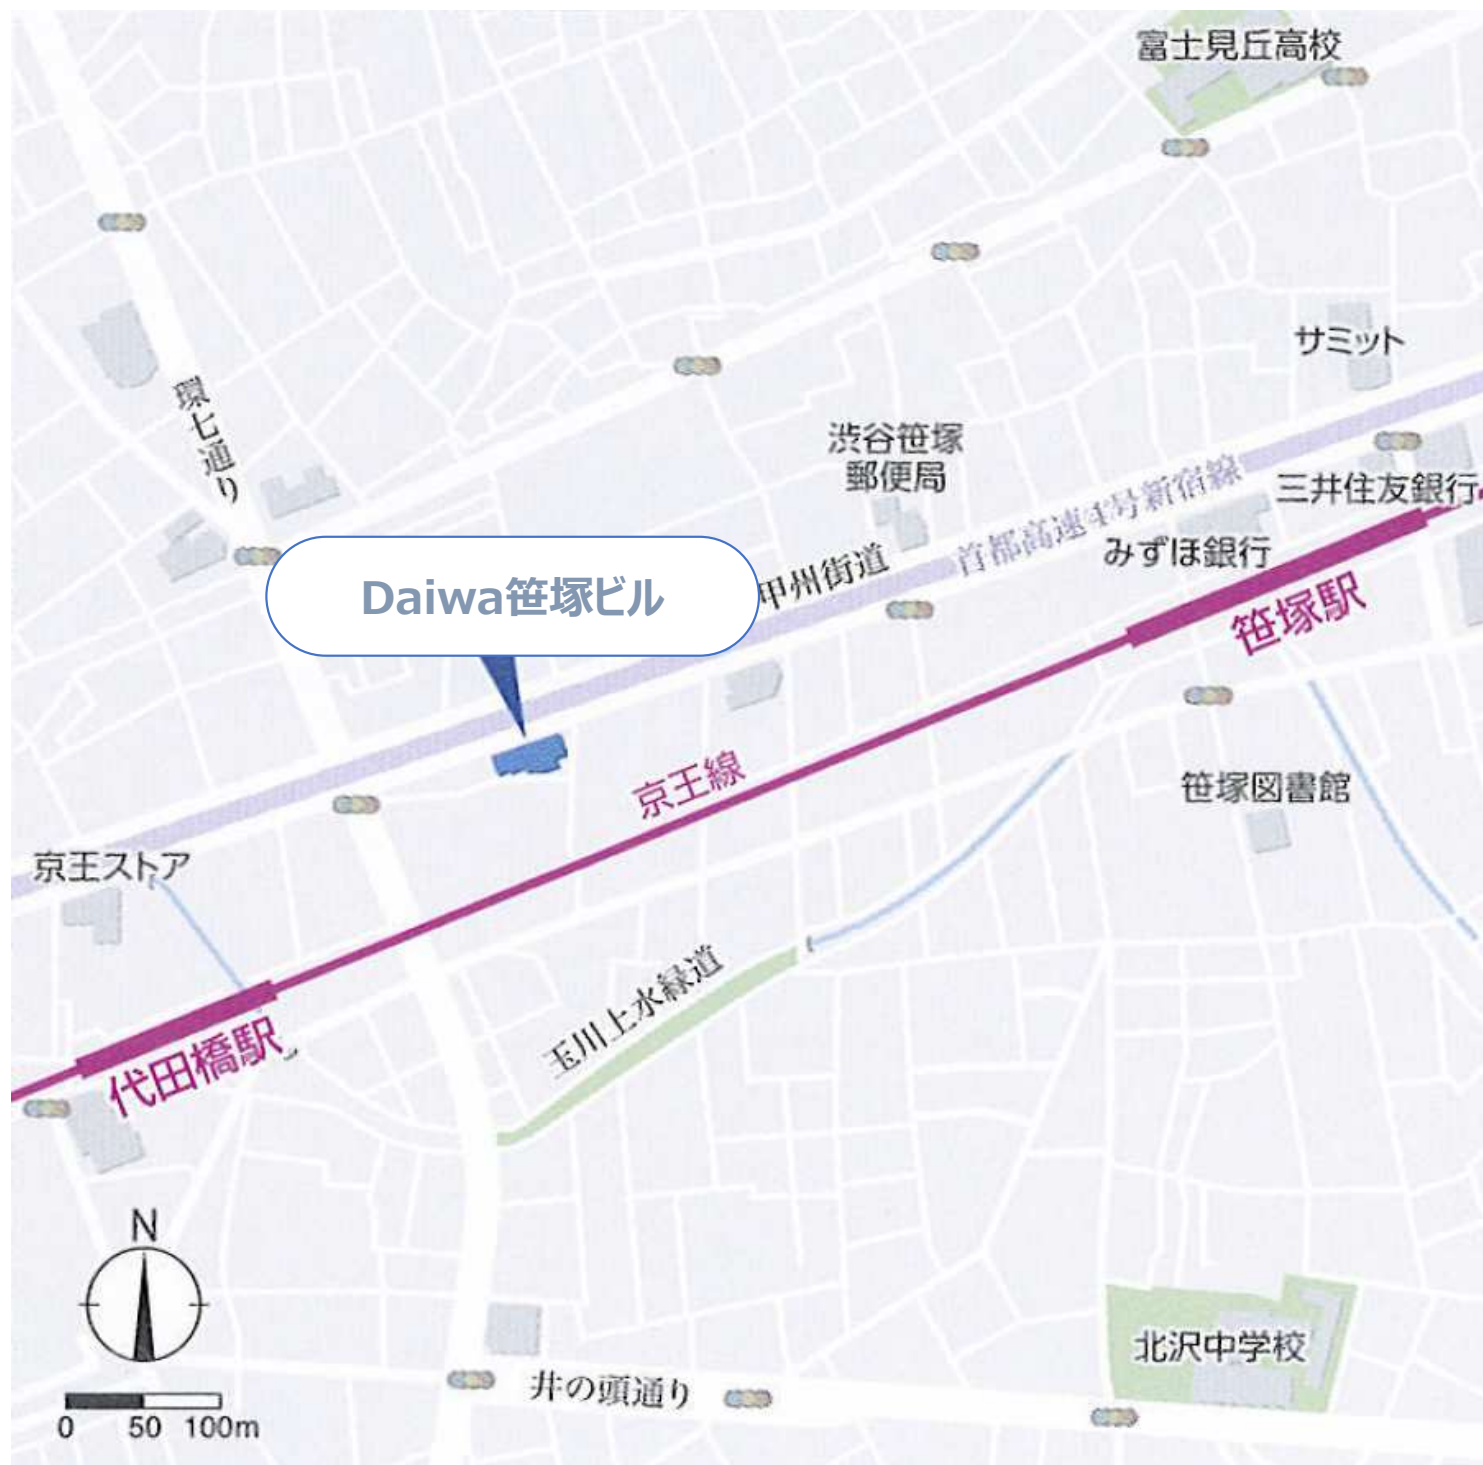 富士見丘高校
サミット
環七通り
渋谷笹塚
郵便局
首都高速4号新宿線
三井住友銀行
みずほ銀行
甲州街道
Daiwa笹塚ビル
笹塚駅
京王線
笹塚図書館
京王ストア
玉川上水緑道
代田橋駅
N
北沢中学校
井の頭通り
0 50 100m